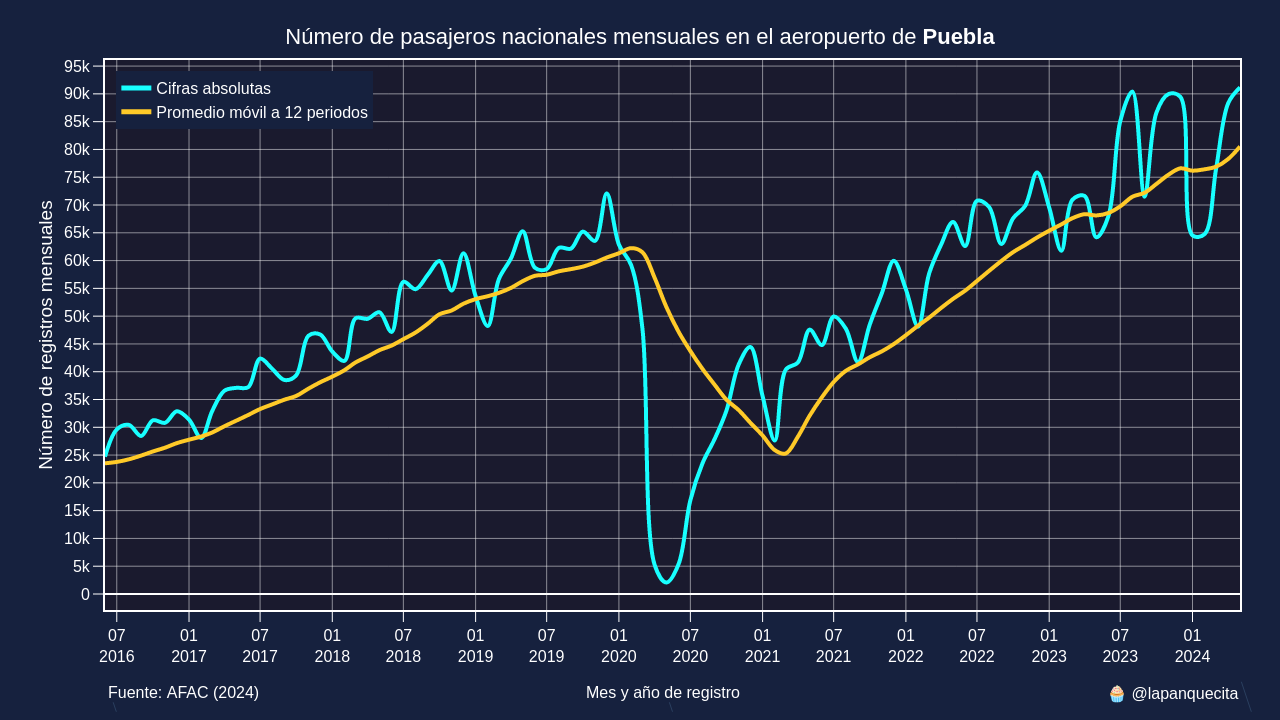 Número de pasajeros nacionales mensuales en el aeropuerto de Puebla
Cifras absolutas
Promedio móvil a 12 periodos
Número de registros mensuales
95k
90k
85k
80k
75k
70k
65k
60k
55k
50k
45k
40k
35k
30k
25k
20k
15k
10k
5k
0
07 01 07 01 07 01 07 01 07 01 07 01 07 01 07 01
2016 2017 2017 2018 2018 2019 2019 2020 2020 2021 2021 2022 2022 2023 2023 2024
Fuente: AFAC (2024) Mes y año de registro 🧁 @lapanquecita